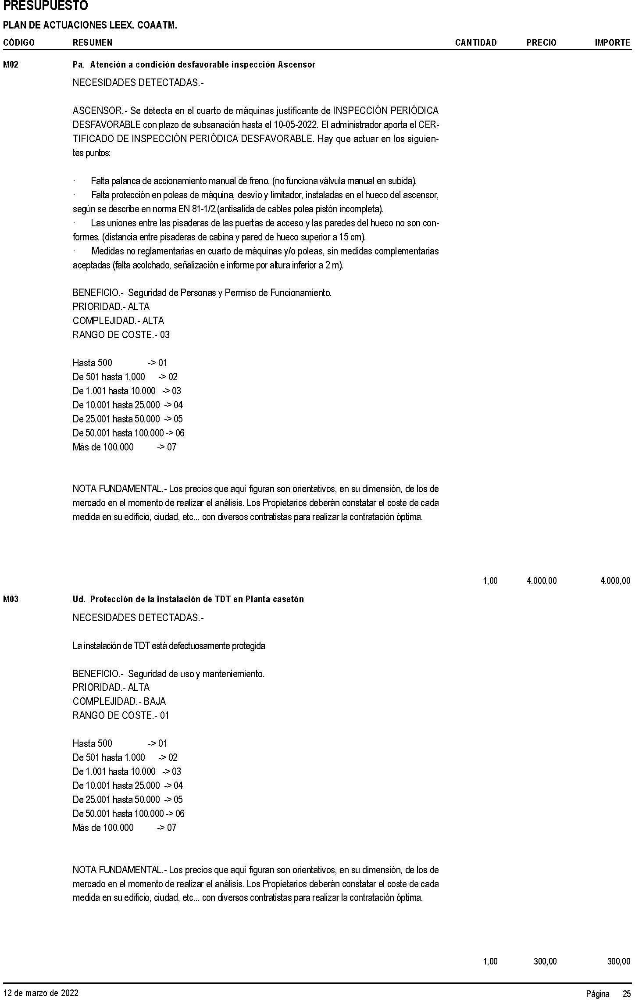 PRESUPUESTO
PLAN DE ACTUACIONES LEEX. COAATM.
CÓDIGO RESUMEN CANTIDAD PRECIO IMPORTE
M02 Pa. Atención a condición desfavorable inspección Ascensor
NECESIDADES DETECTADAS.-
ASCENSOR.- Se detecta en el cuarto de máquinas justificante de INSPECCIÓN PERIÓDICA
DESFAVORABLE con plazo de subsanación hasta el 10-05-2022. El administrador aporta el CER-
TIFICADO DE INSPECCIÓN PERIÓDICA DESFAVORABLE. Hay que actuar en los siguien-
tes puntos:
· Falta palanca de accionamiento manual de freno. (no funciona válvula manual en subida).
· Falta protección en poleas de máquina, desvío y limitador, instaladas en el hueco del ascensor,
según se describe en norma EN 81-1/2.(antisalida de cables polea pistón incompleta).
· Las uniones entre las pisaderas de las puertas de acceso y las paredes del hueco no son con-
formes. (distancia entre pisaderas de cabina y pared de hueco superior a 15 cm).
· Medidas no reglamentarias en cuarto de máquinas y/o poleas, sin medidas complementarias
aceptadas (falta acolchado, señalización e informe por altura inferior a 2 m).
BENEFICIO.- Seguridad de Personas y Permiso de Funcionamiento.
PRIORIDAD.- ALTA
COMPLEJIDAD.- ALTA
RANGO DE COSTE.- 03
Hasta 500 -> 01
De 501 hasta 1.000 -> 02
De 1.001 hasta 10.000 -> 03
De 10.001 hasta 25.000 -> 04
De 25.001 hasta 50.000 -> 05
De 50.001 hasta 100.000 -> 06
Más de 100.000 -> 07
NOTA FUNDAMENTAL.- Los precios que aquí figuran son orientativos, en su dimensión, de los de
mercado en el momento de realizar el análisis. Los Propietarios deberán constatar el coste de cada
medida en su edificio, ciudad, etc... con diversos contratistas para realizar la contratación óptima.
1,00 4.000,00 4.000,00
M03 Ud. Protección de la instalación de TDT en Planta casetón
NECESIDADES DETECTADAS.-
La instalación de TDT está defectuosamente protegida
BENEFICIO.- Seguridad de uso y manteniemiento.
PRIORIDAD.- ALTA
COMPLEJIDAD.- BAJA
RANGO DE COSTE.- 01
Hasta 500 -> 01
De 501 hasta 1.000 -> 02
De 1.001 hasta 10.000 -> 03
De 10.001 hasta 25.000 -> 04
De 25.001 hasta 50.000 -> 05
De 50.001 hasta 100.000 -> 06
Más de 100.000 -> 07
NOTA FUNDAMENTAL.- Los precios que aquí figuran son orientativos, en su dimensión, de los de
mercado en el momento de realizar el análisis. Los Propietarios deberán constatar el coste de cada
medida en su edificio, ciudad, etc... con diversos contratistas para realizar la contratación óptima.
1,00 300,00 300,00
12 de marzo de 2022 Página 25